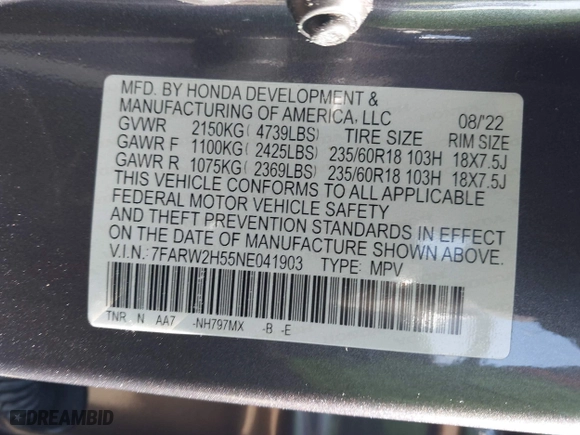 MFD. BY HONDA DEVELOPMENT &
MANUFACTURING OF AMERICA, LLC 08/'22
GVWR 2150KG( 4739LBS) TIRE SIZE RIM SIZE
GAWR F 1100KG( 2425LBS) 235/60R18 103H 18X7.5J
GAWR R 1075KG( 2369LBS) 235/60R18 103H 18X7.5J
THIS VEHICLE CONFORMS TO ALL APPLICABLE
FEDERAL MOTOR VEHICLE SAFETY
AND THEFT PREVENTION STANDARDS IN EFFECT
ON THE DATE OF MANUFACTURE SHOWN ABOVE.
V.I.N.: 7FARW2H55NE041903 TYPE: MPV
TNR - N AA7 -NH797MX -B -E
DREAMBID